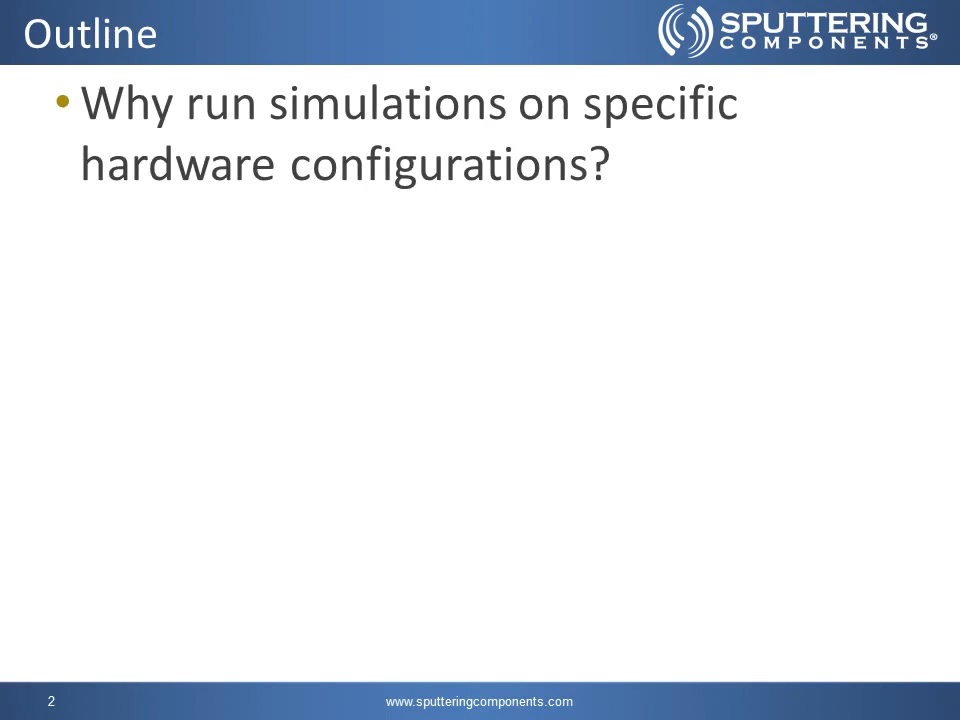 Outline
SPUTTERING
COMPONENTS®
• Why run simulations on specific
hardware configurations?
2
www.sputteringcomponents.com